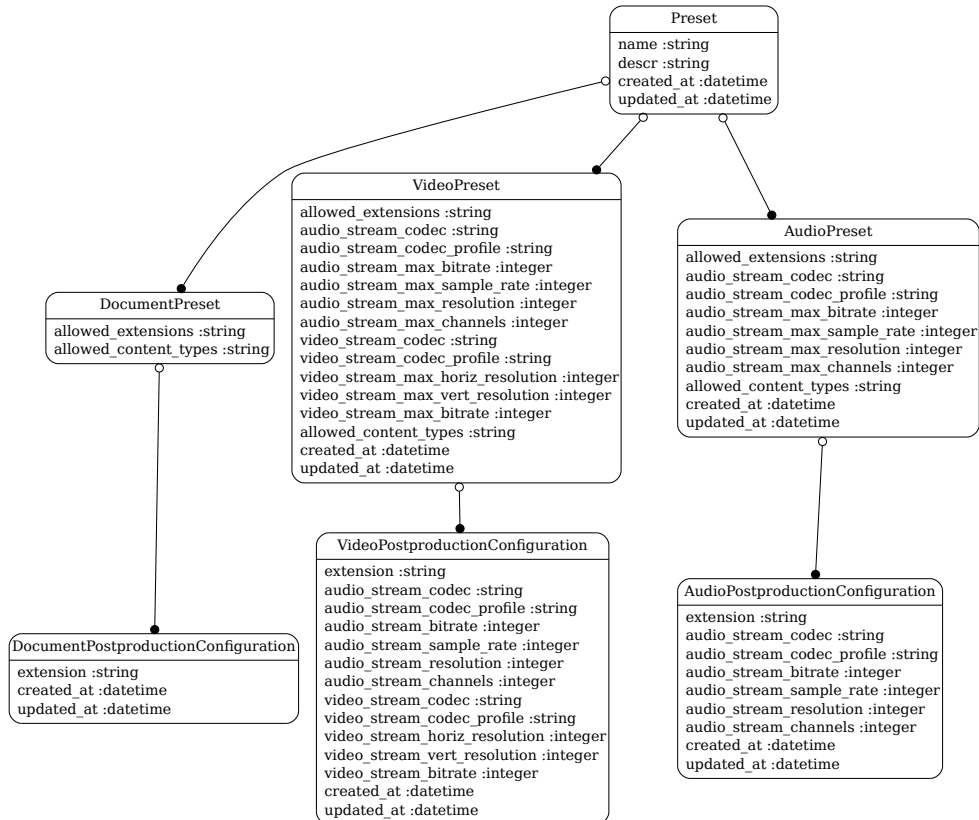 Preset
name :string
descr :string
created_at :datetime
updated_at :datetime
VideoPreset
allowed_extensions :string
audio_stream_codec :string
audio_stream_codec_profile :string
audio_stream_max_bitrate :integer
audio_stream_max_sample_rate :integer
audio_stream_max_resolution :integer
audio_stream_max_channels :integer
video_stream_codec :string
video_stream_codec_profile :string
video_stream_max_horiz_resolution :integer
video_stream_max_vert_resolution :integer
video_stream_max_bitrate :integer
allowed_content_types :string
created_at :datetime
updated_at :datetime
AudioPreset
allowed_extensions :string
audio_stream_codec :string
audio_stream_codec_profile :string
audio_stream_max_bitrate :integer
audio_stream_max_sample_rate :integer
audio_stream_max_resolution :integer
audio_stream_max_channels :integer
allowed_content_types :string
created_at :datetime
updated_at :datetime
DocumentPreset
allowed_extensions :string
allowed_content_types :string
VideoPostproductionConfiguration
extension :string
audio_stream_codec :string
audio_stream_codec_profile :string
audio_stream_bitrate :integer
audio_stream_sample_rate :integer
audio_stream_resolution :integer
audio_stream_channels :integer
video_stream_codec :string
video_stream_codec_profile :string
video_stream_horiz_resolution :integer
video_stream_vert_resolution :integer
video_stream_bitrate :integer
created_at :datetime
updated_at :datetime
AudioPostproductionConfiguration
extension :string
audio_stream_codec :string
audio_stream_codec_profile :string
audio_stream_bitrate :integer
audio_stream_sample_rate :integer
audio_stream_resolution :integer
audio_stream_channels :integer
created_at :datetime
updated_at :datetime
DocumentPostproductionConfiguration
extension :string
created_at :datetime
updated_at :datetime